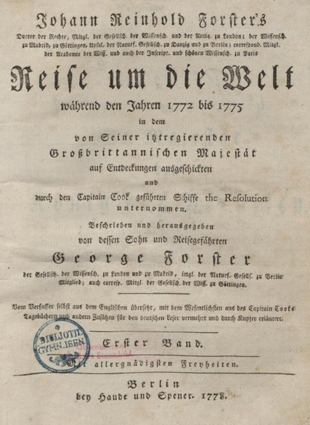 Johann Reinhold Forster's
Doctor der Rechte, Mitgl. der Gesellsch. der Wissensch. und der Antiq. zu London; der Wissensch.
zu Madrid, zu Göttingen, Upsal, der Naturf. Gesellsch. zu Danzig und zu Berlin; correspond. Mitgl.
der Akademie der Wiss. und auch der Inscript. und schönen Wissensch. zu Paris
Reise um die Welt
während den Jahren 1772 bis 1775
in dem
von Seiner itztregierenden
Großbrittannischen Majestät
auf Entdeckungen ausgeschickten
und
durch den Capitain Cook geführten Schiffe the Resolution
unternommen.
Beschrieben und herausgegeben
von dessen Sohn und Reisegefährten
George Forster
der Gesellsch. der Wissensch. zu London und zu Madrid, imgl. der Naturf. Gesells. zu Berlin
Mitglied; auch corresp. Mitgl. der Gesellsch. der Wiss. zu Göttingen.
Vom Verfasser selbst aus dem Englischen übersetzt, mit dem Wesentlichsten aus des Capitain Cooks
Tagebüchern und andern Zusätzen für den deutschen Leser vermehrt und durch Kupfer erläutert.
Erster Band.
BIBLIOTH
GYMN
Mit allergnädigsten Freyheiten.
Berlin
bey Haude und Spener. 1778.